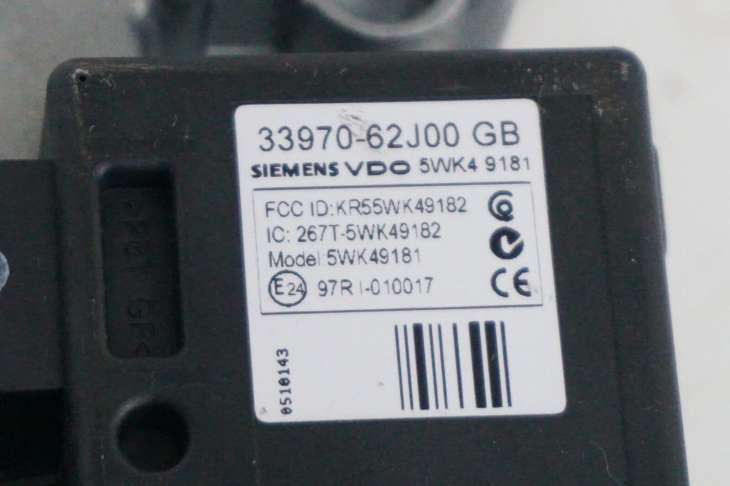 33970-62J00 GB
SIEMENS VDO 5WK4 9181
FCC ID:KR55WK49182
IC: 267T-5WK49182
Model 5WK49181
E24 97R I-010017 CE
0510143